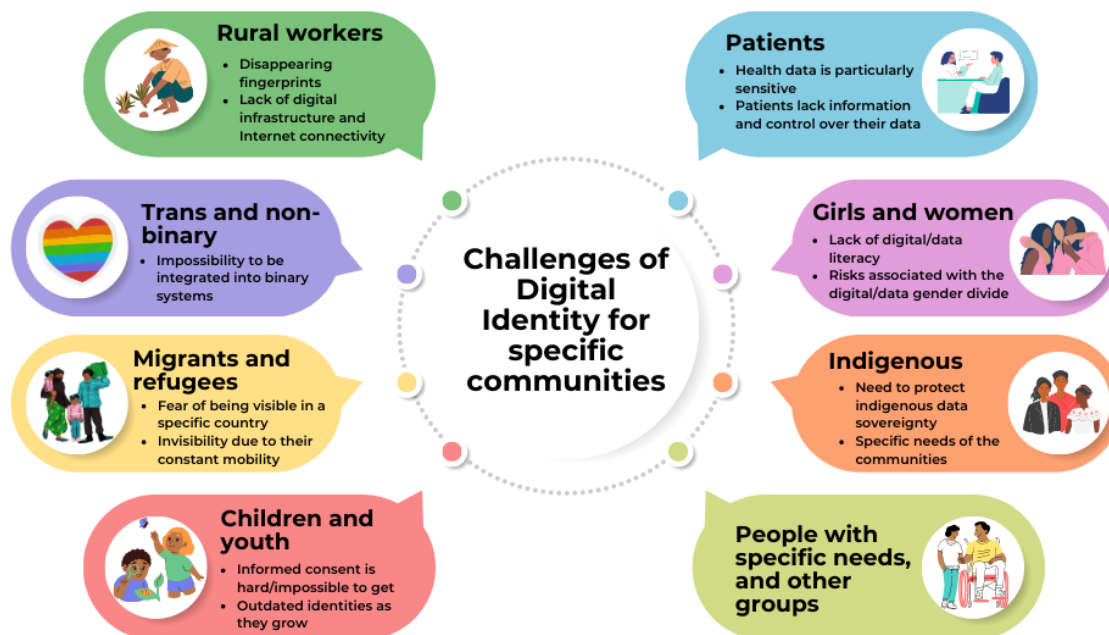 Rural workers
• Disappearing
fingerprints
• Lack of digital
infrastructure and
Internet connectivity
Patients
• Health data is particularly
sensitive
• Patients lack information
and control over their data
Trans and non-
binary
• Impossibility to be
integrated into binary
systems
Challenges of
Digital
Identity for
specific
communities
Girls and women
• Lack of digital/data
literacy
• Risks associated with the
digital/data gender divide
Migrants and
refugees
• Fear of being visible in a
specific country
• Invisibility due to their
constant mobility
Indigenous
• Need to protect
indigenous data
sovereignty
• Specific needs of the
communities
Children and
youth
• Informed consent is
hard/impossible to get
• Outdated identities as
they grow
People with
specific needs,
and other
groups